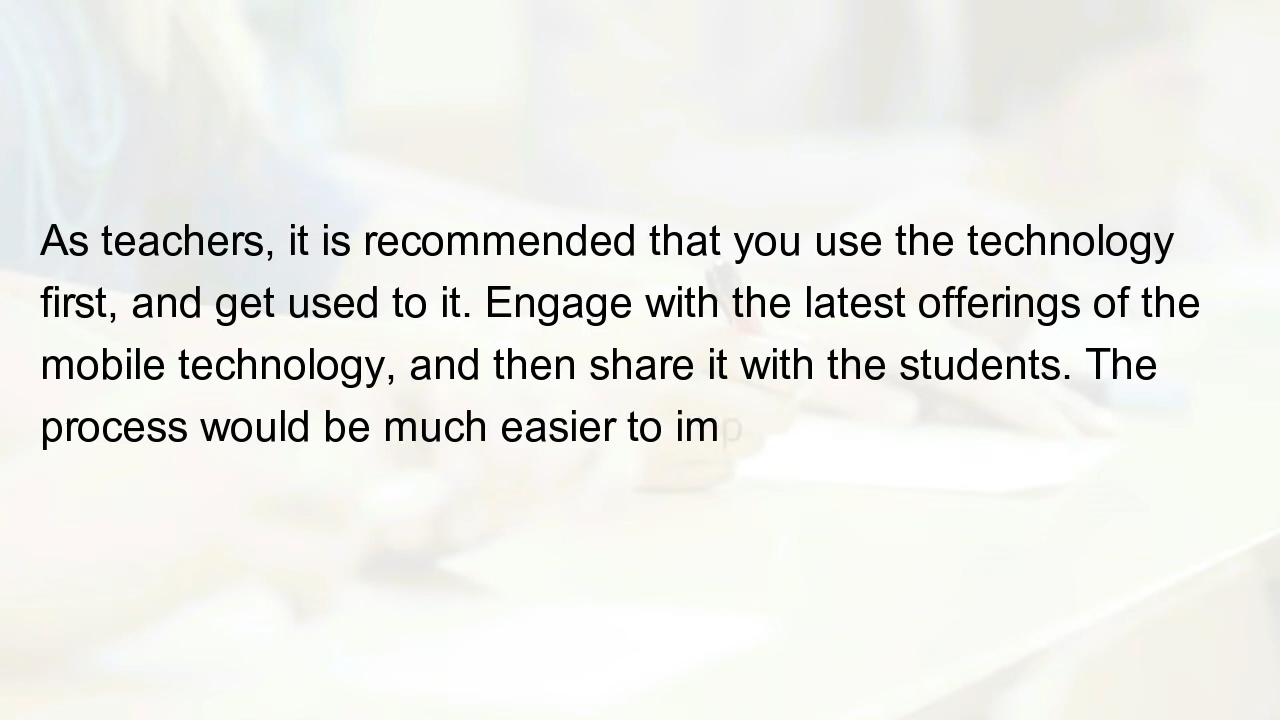 As teachers, it is recommended that you use the technology
first, and get used to it. Engage with the latest offerings of the
mobile technology, and then share it with the students. The
process would be much easier to imp